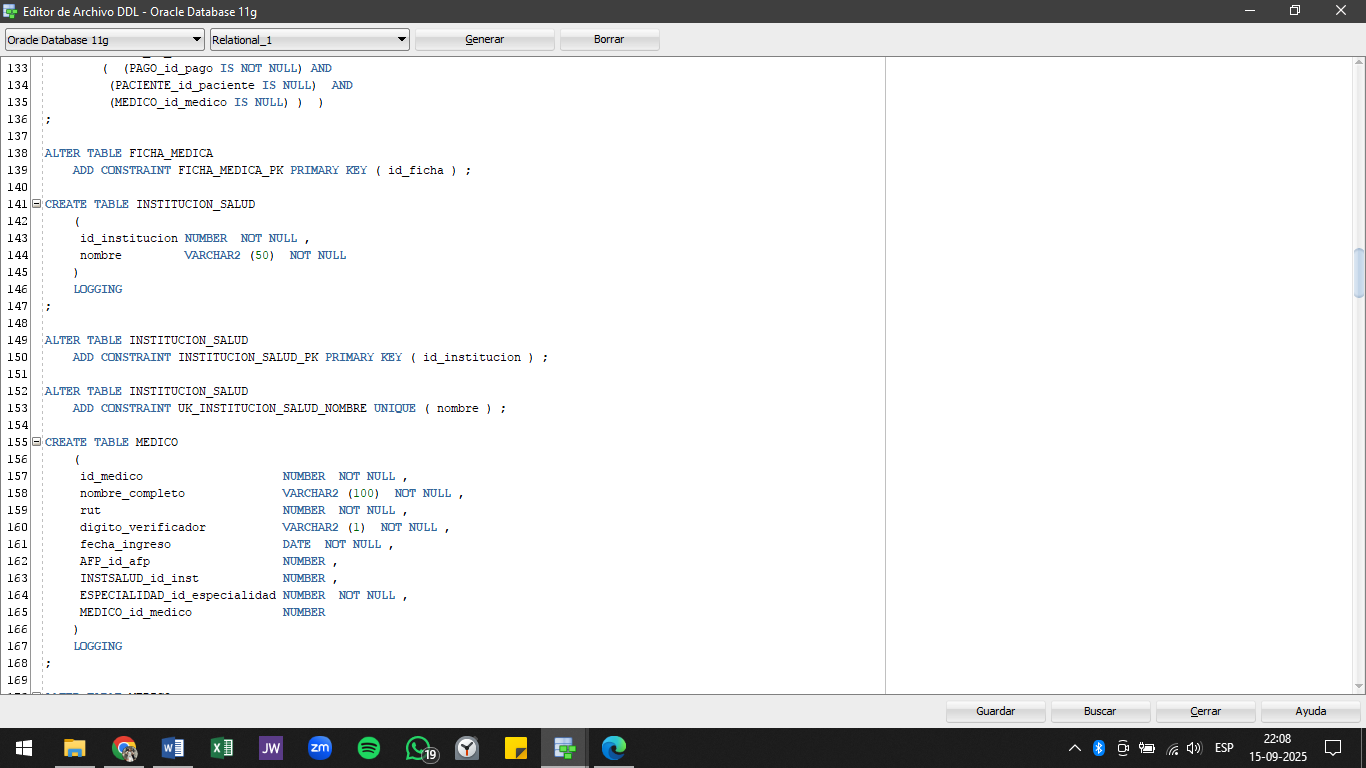 Editor de Archivo DDL - Oracle Database 11g
Oracle Database 11g Relational_1 Generar Borrar
133 ( (PAGO_id_pago IS NOT NULL) AND
134 (PACIENTE_id_paciente IS NULL) AND
135 (MEDICO_id_medico IS NULL) ) )
136 ;
137
138 ALTER TABLE FICHA_MEDICA
139 ADD CONSTRAINT FICHA_MEDICA_PK PRIMARY KEY ( id_ficha ) ;
140
141 CREATE TABLE INSTITUCION_SALUD
142 (
143 id_institucion NUMBER NOT NULL ,
144 nombre VARCHAR2 (50) NOT NULL
145 )
146 LOGGING
147 ;
148
149 ALTER TABLE INSTITUCION_SALUD
150 ADD CONSTRAINT INSTITUCION_SALUD_PK PRIMARY KEY ( id_institucion ) ;
151
152 ALTER TABLE INSTITUCION_SALUD
153 ADD CONSTRAINT UK_INSTITUCION_SALUD_NOMBRE UNIQUE ( nombre ) ;
154
155 CREATE TABLE MEDICO
156 (
157 id_medico NUMBER NOT NULL ,
158 nombre_completo VARCHAR2 (100) NOT NULL ,
159 rut NUMBER NOT NULL ,
160 digito_verificador VARCHAR2 (1) NOT NULL ,
161 fecha_ingreso DATE NOT NULL ,
162 AFP_id_afp NUMBER ,
163 INSTSALUD_id_inst NUMBER ,
164 ESPECIALIDAD_id_especialidad NUMBER NOT NULL ,
165 MEDICO_id_medico NUMBER
166 )
167 LOGGING
168 ;
169
Guardar Buscar Cerrar Ayuda
JW zm 19 ESP 22:08
15-09-2025